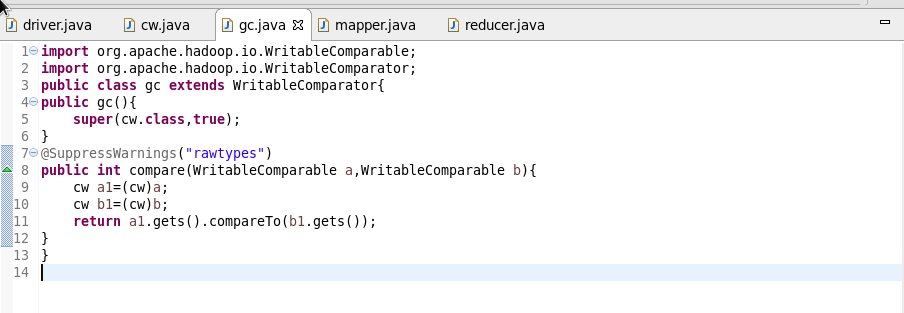 driver.java cw.java gc.java mapper.java reducer.java
1 import org.apache.hadoop.io.WritableComparable;
2 import org.apache.hadoop.io.WritableComparator;
3 public class gc extends WritableComparator{
4 public gc(){
5     super(cw.class,true);
6 }
7 @SuppressWarnings("rawtypes")
8 public int compare(WritableComparable a,WritableComparable b){
9     cw a1=(cw)a;
10     cw b1=(cw)b;
11     return a1.gets().compareTo(b1.gets());
12 }
13 }
14